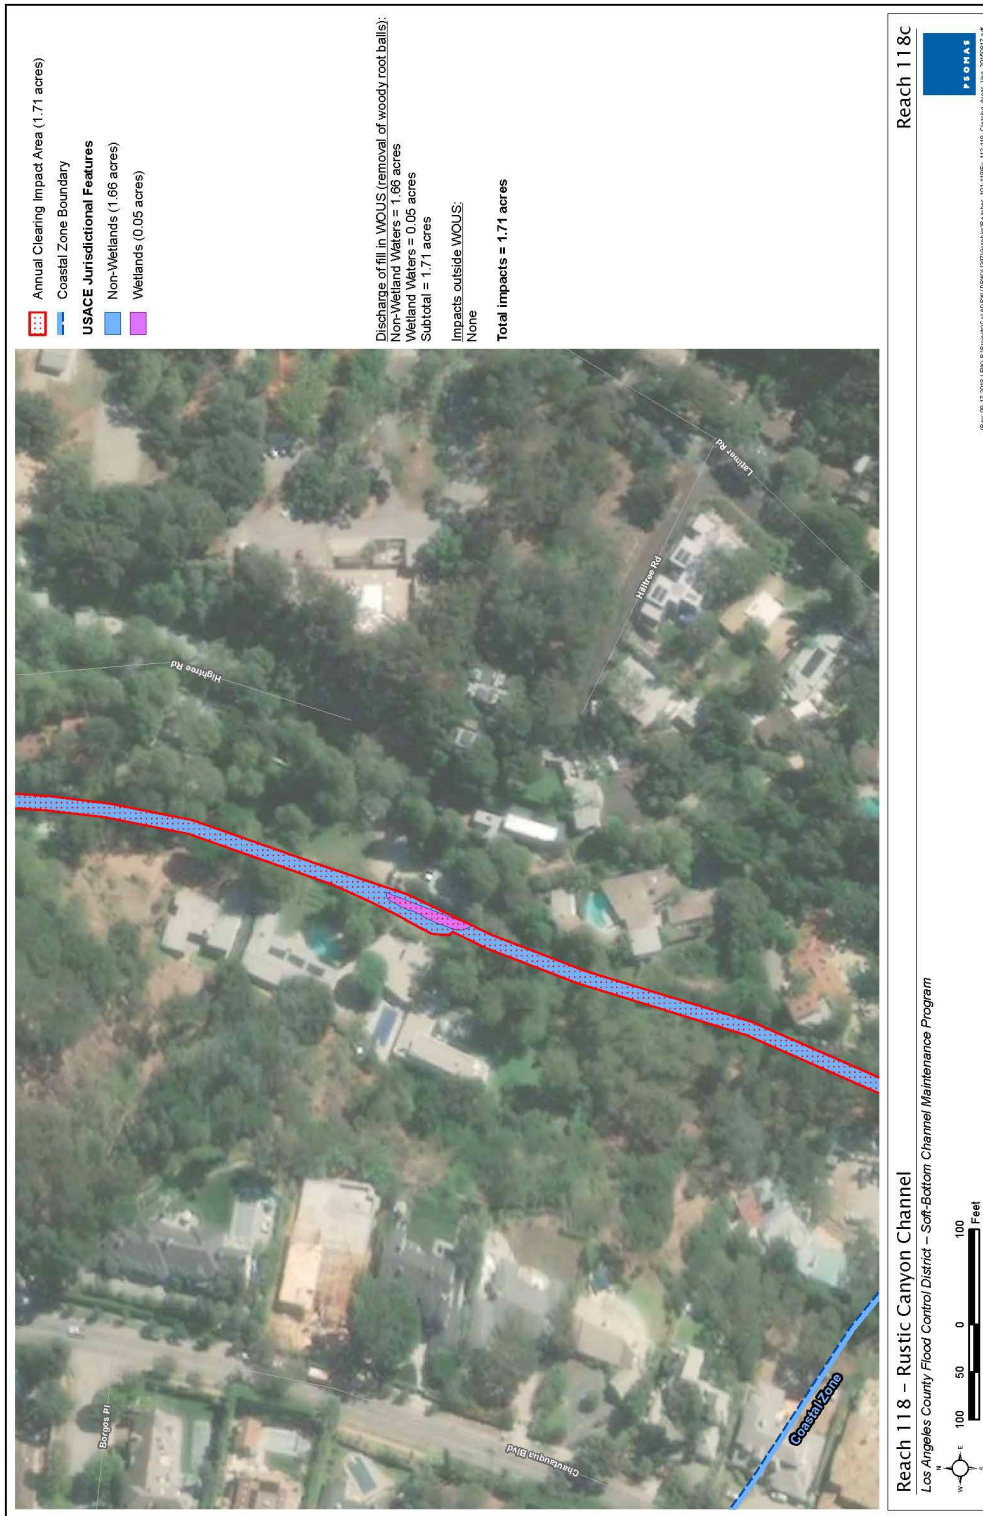 Annual Clearing Impact Area (1.71 acres)
Coastal Zone Boundary
USACE Jurisdictional Features
Non-Wetlands (1.66 acres)
Wetlands (0.05 acres)
Discharge of fill in WOUS (removal of woody root balls):
Non-Wetland Waters = 1.66 acres
Wetland Waters = 0.05 acres
Subtotal = 1.71 acres
Impacts outside WOUS:
None
Total impacts = 1.71 acres
Borgos Pl
Chautauqua Blvd
Coastal Zone
Hightree Rd
Hilltree Rd
Latimer Rd
Reach 118 – Rustic Canyon Channel
Reach 118c
Los Angeles County Flood Control District – Soft-Bottom Channel Maintenance Program
N
W
E
S
100
50
0
100
Feet
PSOMAS